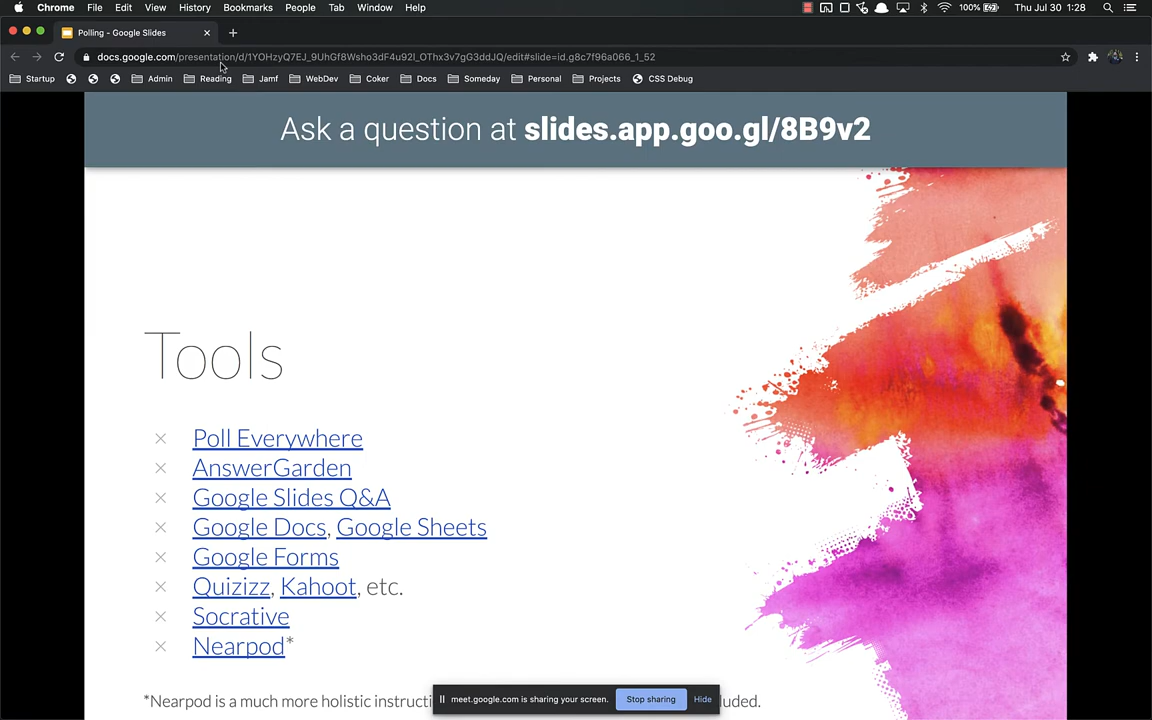 Chrome File Edit View History Bookmarks People Tab Window Help 100% Thu Jul 30 1:28
Polling - Google Slides
docs.google.com/presentation/d/1YOHzyQ7EJ_9UhGf8Wsho3dF4u92l_OThx3v7gG3ddJQ/edit#slide=id.g8c7f96a066_1_52
Startup Admin Reading Jamf WebDev Coker Docs Someday Personal Projects CSS Debug
Ask a question at slides.app.goo.gl/8B9v2
Tools
× Poll Everywhere
× AnswerGarden
× Google Slides Q&A
× Google Docs, Google Sheets
× Google Forms
× Quizizz, Kahoot, etc.
× Socrative
× Nearpod*
*Nearpod is a much more holistic instructi luded.
meet.google.com is sharing your screen. Stop sharing Hide